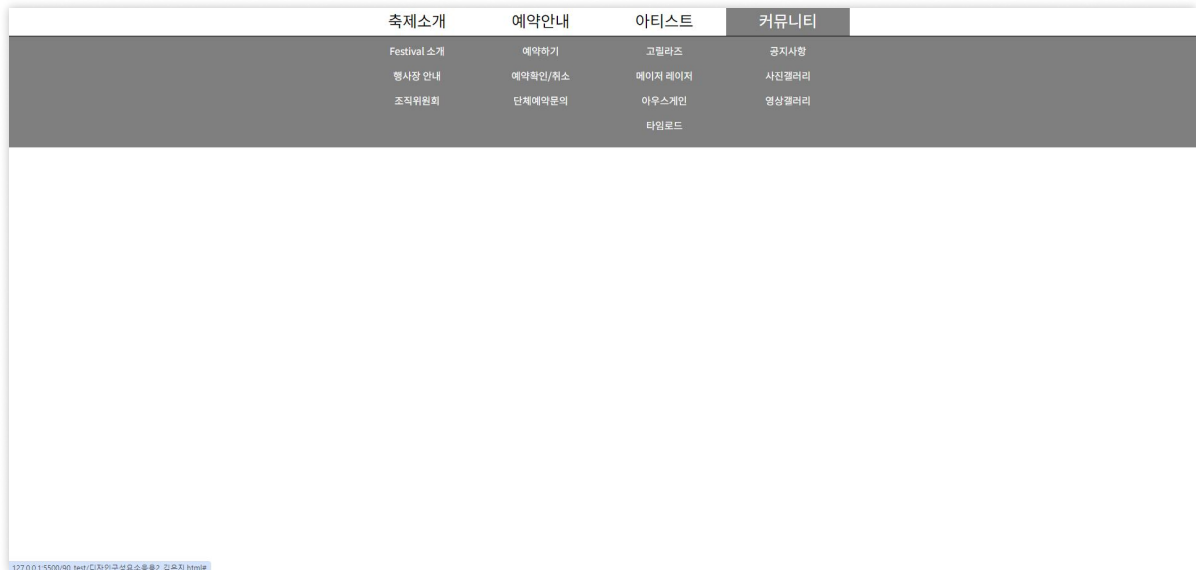 축제소개 예약안내 아티스트 커뮤니티
Festival 소개 예약하기 고릴라즈 공지사항
행사장 안내 예약확인/취소 메이저 레이저 사진갤러리
조직위원회 단체예약문의 아우스게인 영상갤러리
타임로드